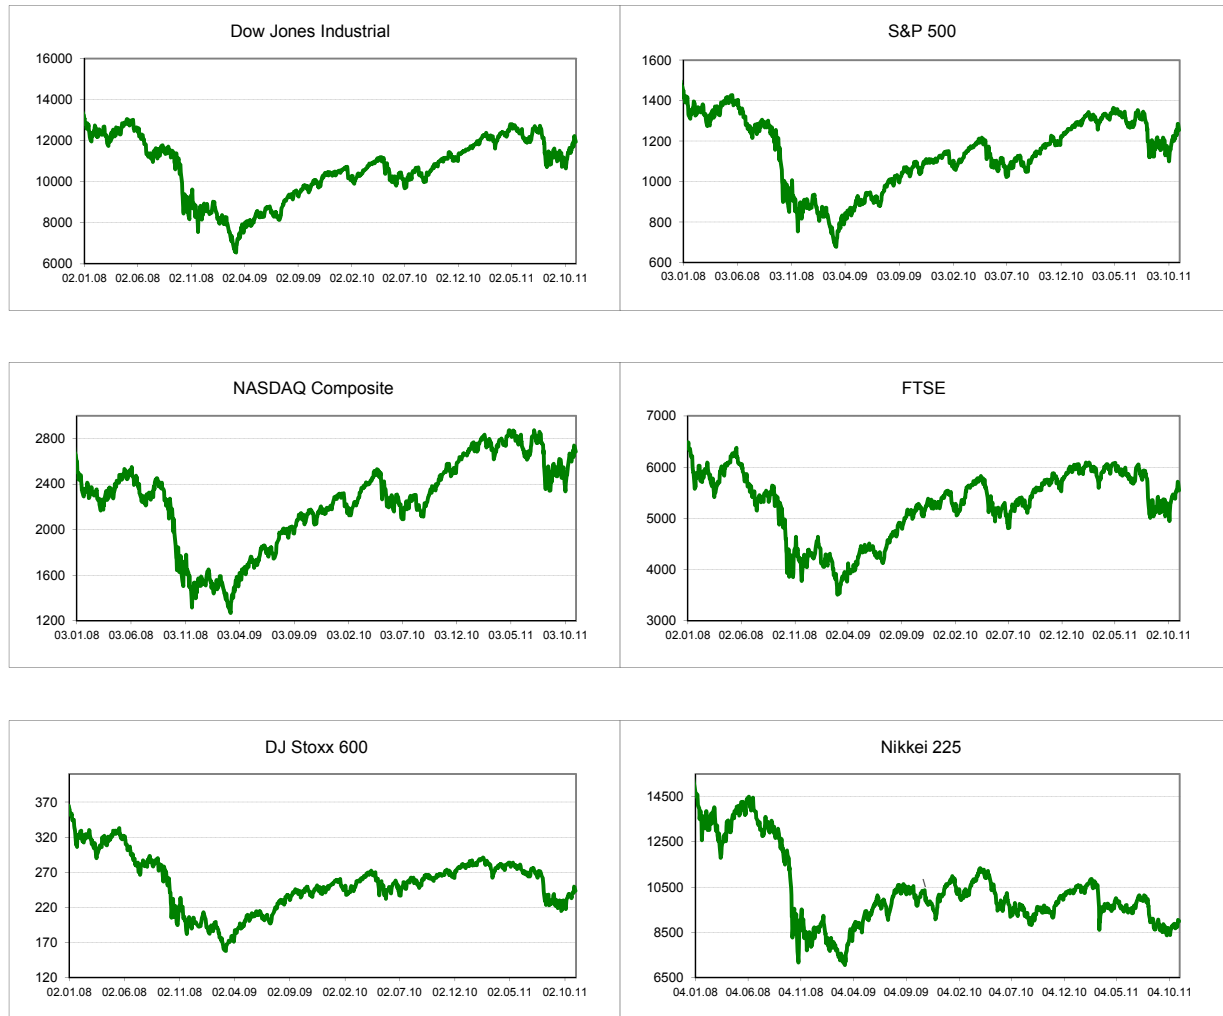 Dow Jones Industrial
16000
14000
12000
10000
8000
6000
02.01.08 02.06.08 02.11.08 02.04.09 02.09.09 02.02.10 02.07.10 02.12.10 02.05.11 02.10.11
S&P 500
1600
1400
1200
1000
800
600
03.01.08 03.06.08 03.11.08 03.04.09 03.09.09 03.02.10 03.07.10 03.12.10 03.05.11 03.10.11
NASDAQ Composite
2800
2400
2000
1600
1200
03.01.08 03.06.08 03.11.08 03.04.09 03.09.09 03.02.10 03.07.10 03.12.10 03.05.11 03.10.11
FTSE
7000
6000
5000
4000
3000
02.01.08 02.06.08 02.11.08 02.04.09 02.09.09 02.02.10 02.07.10 02.12.10 02.05.11 02.10.11
DJ Stoxx 600
370
320
270
220
170
120
02.01.08 02.06.08 02.11.08 02.04.09 02.09.09 02.02.10 02.07.10 02.12.10 02.05.11 02.10.11
Nikkei 225
14500
12500
10500
8500
6500
04.01.08 04.06.08 04.11.08 04.04.09 04.09.09 04.02.10 04.07.10 04.12.10 04.05.11 04.10.11